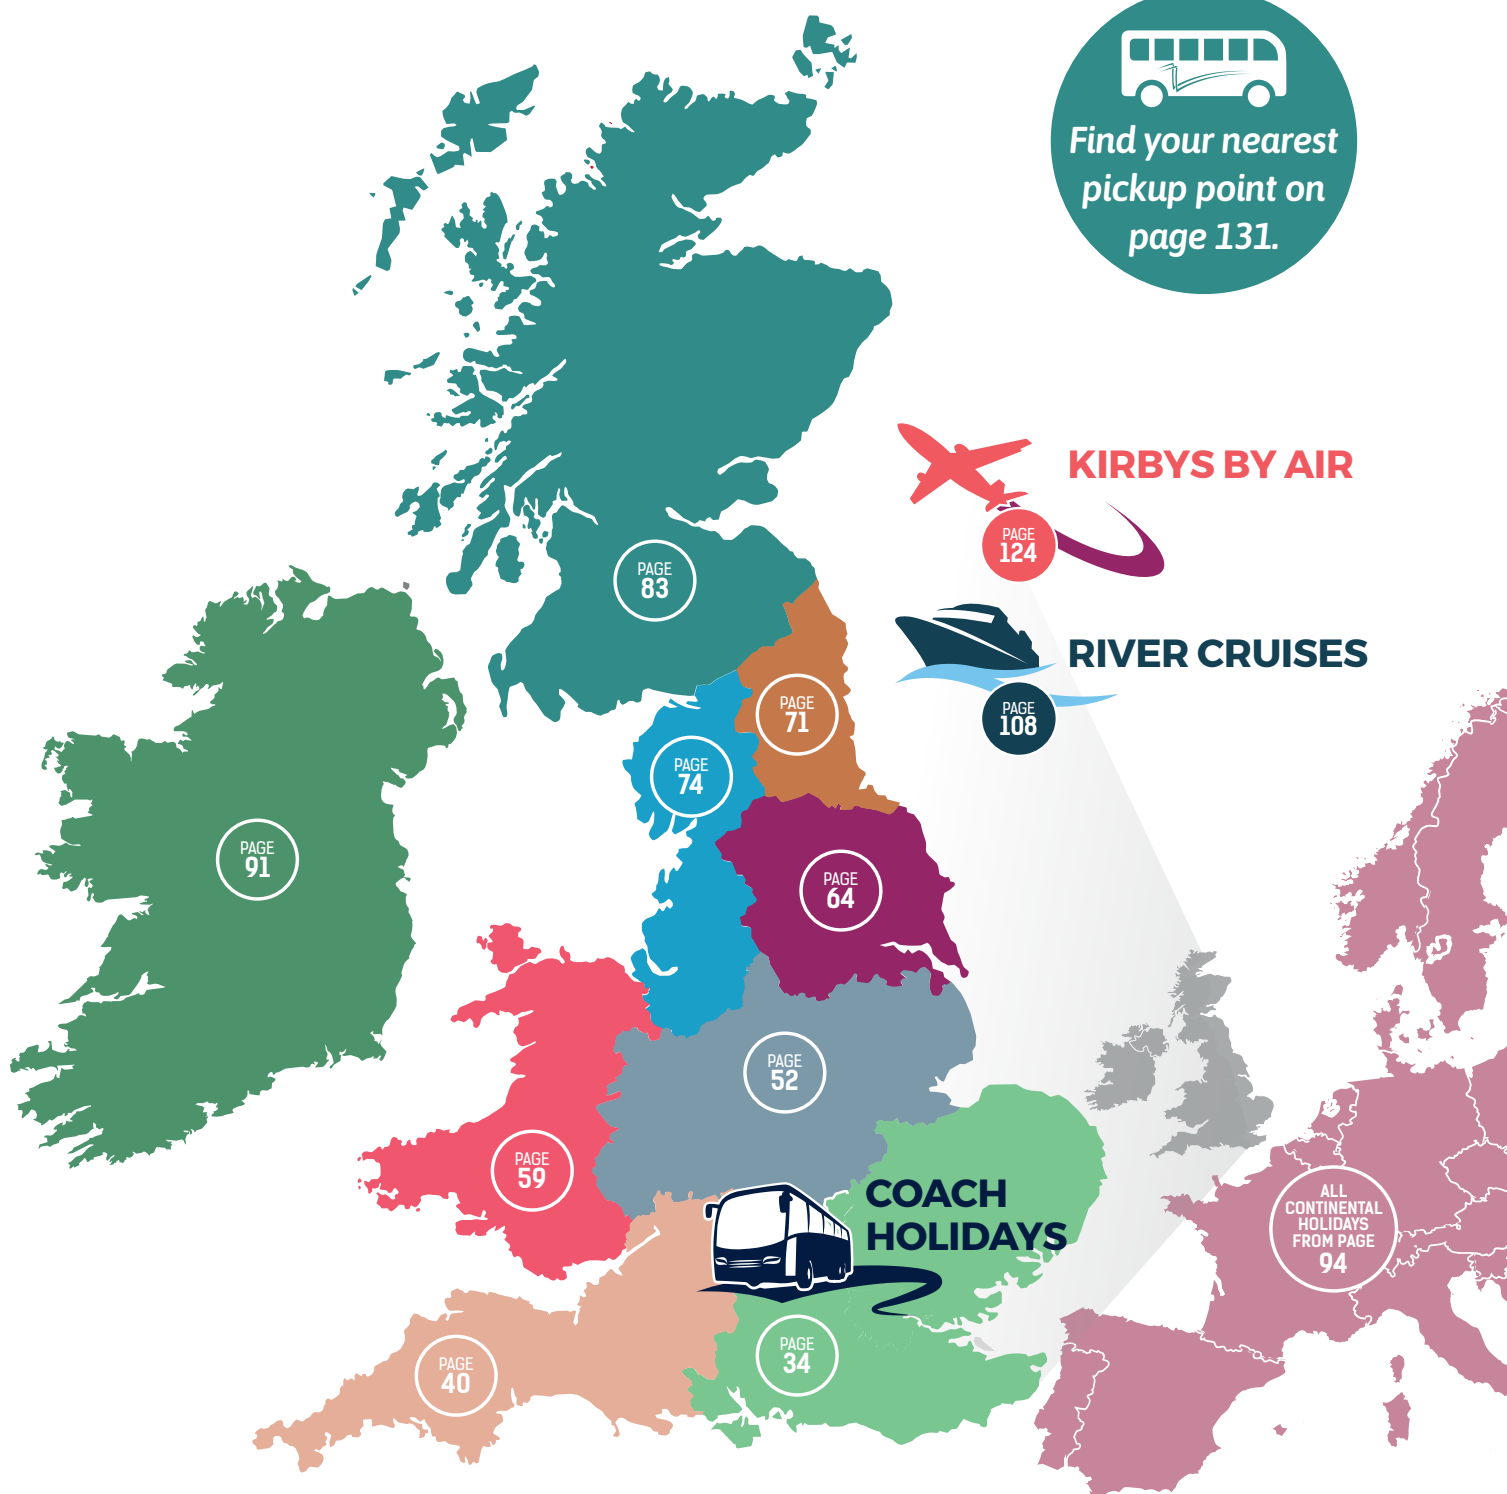 Find your nearest
pickup point on
page 131.
KIRBYS BY AIR
PAGE
124
RIVER CRUISES
PAGE
108
PAGE
83
PAGE
71
PAGE
74
PAGE
91
PAGE
64
PAGE
52
PAGE
59
COACH
HOLIDAYS
PAGE
34
PAGE
40
ALL
CONTINENTAL
HOLIDAYS
FROM PAGE
94